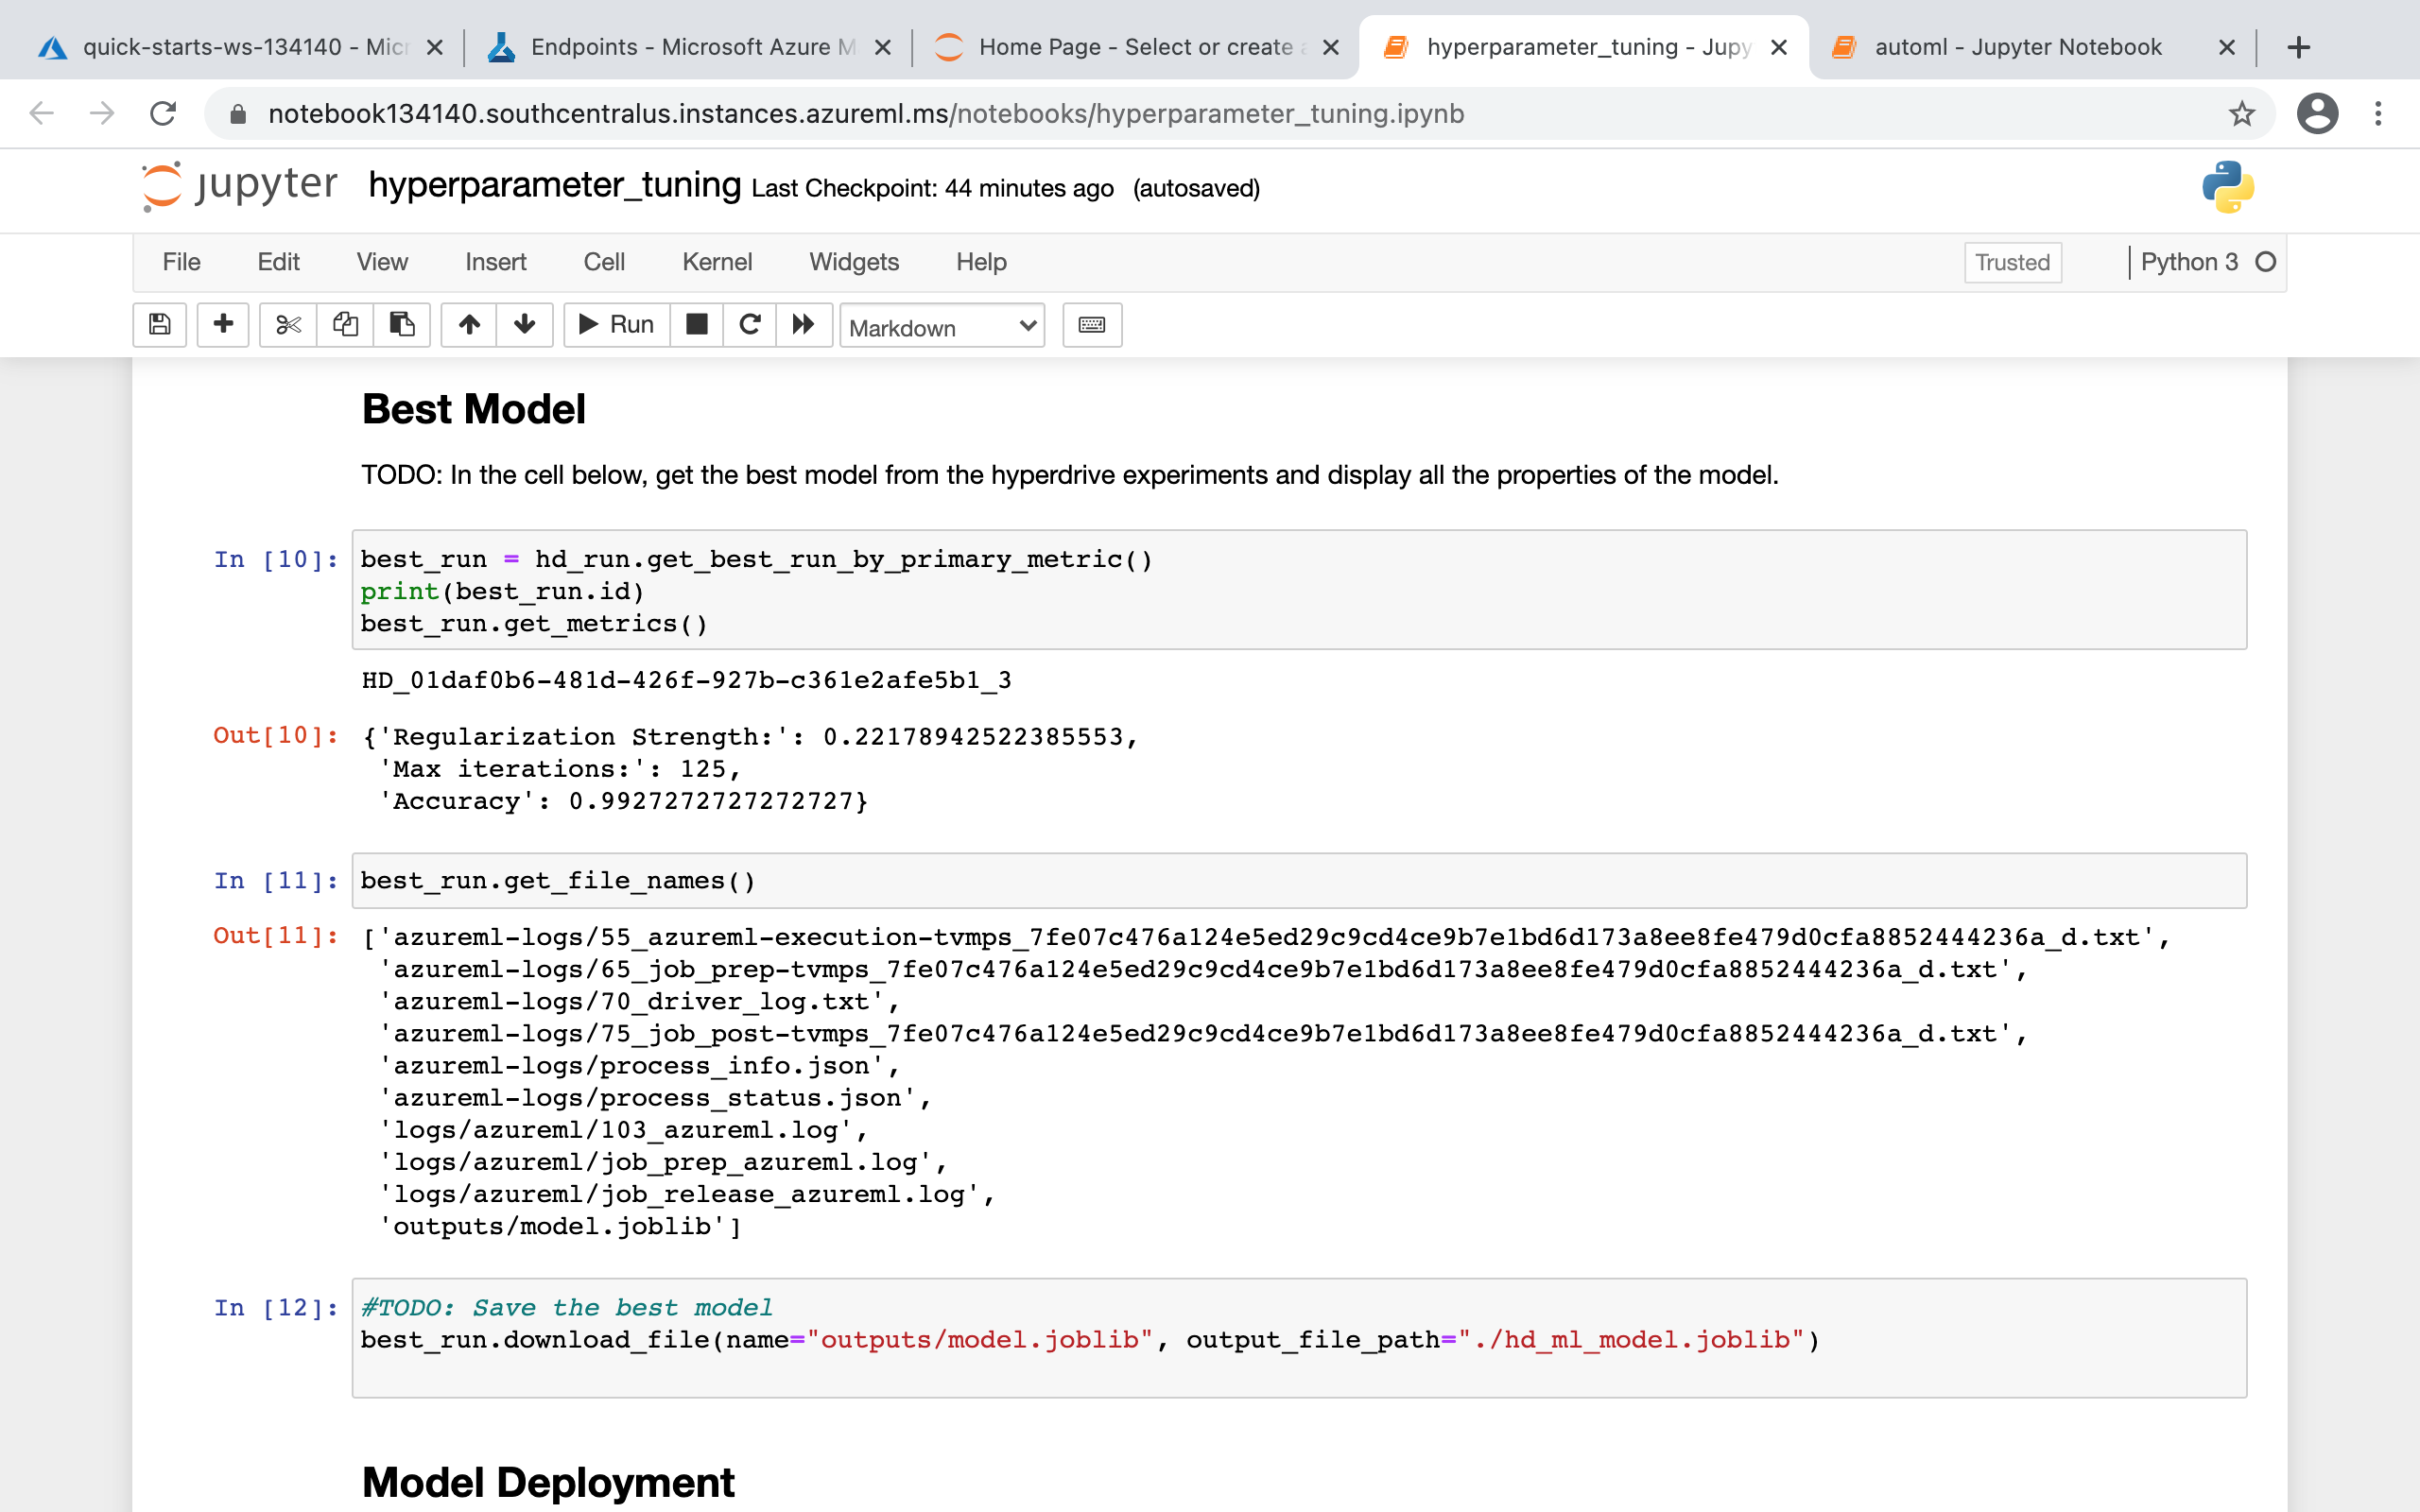 quick-starts-ws-134140 - Micr
Endpoints - Microsoft Azure M
Home Page - Select or create a
hyperparameter_tuning - Jupy
automl - Jupyter Notebook
notebook134140.southcentralus.instances.azureml.ms/notebooks/hyperparameter_tuning.ipynb
jupyter hyperparameter_tuning Last Checkpoint: 44 minutes ago (autosaved)
File Edit View Insert Cell Kernel Widgets Help Trusted Python 3
Run Markdown
Best Model
TODO: In the cell below, get the best model from the hyperdrive experiments and display all the properties of the model.
In [10]: best_run = hd_run.get_best_run_by_primary_metric()
print(best_run.id)
best_run.get_metrics()
HD_01daf0b6-481d-426f-927b-c361e2afe5b1_3
Out[10]: {'Regularization Strength:': 0.22178942522385553,
'Max iterations:': 125,
'Accuracy': 0.9927272727272727}
In [11]: best_run.get_file_names()
Out[11]: ['azureml-logs/55_azureml-execution-tvmps_7fe07c476a124e5ed29c9cd4ce9b7e1bd6d173a8ee8fe479d0cfa8852444236a_d.txt',
'azureml-logs/65_job_prep-tvmps_7fe07c476a124e5ed29c9cd4ce9b7e1bd6d173a8ee8fe479d0cfa8852444236a_d.txt',
'azureml-logs/70_driver_log.txt',
'azureml-logs/75_job_post-tvmps_7fe07c476a124e5ed29c9cd4ce9b7e1bd6d173a8ee8fe479d0cfa8852444236a_d.txt',
'azureml-logs/process_info.json',
'azureml-logs/process_status.json',
'logs/azureml/103_azureml.log',
'logs/azureml/job_prep_azureml.log',
'logs/azureml/job_release_azureml.log',
'outputs/model.joblib']
In [12]: #TODO: Save the best model
best_run.download_file(name="outputs/model.joblib", output_file_path="./hd_ml_model.joblib")
Model Deployment